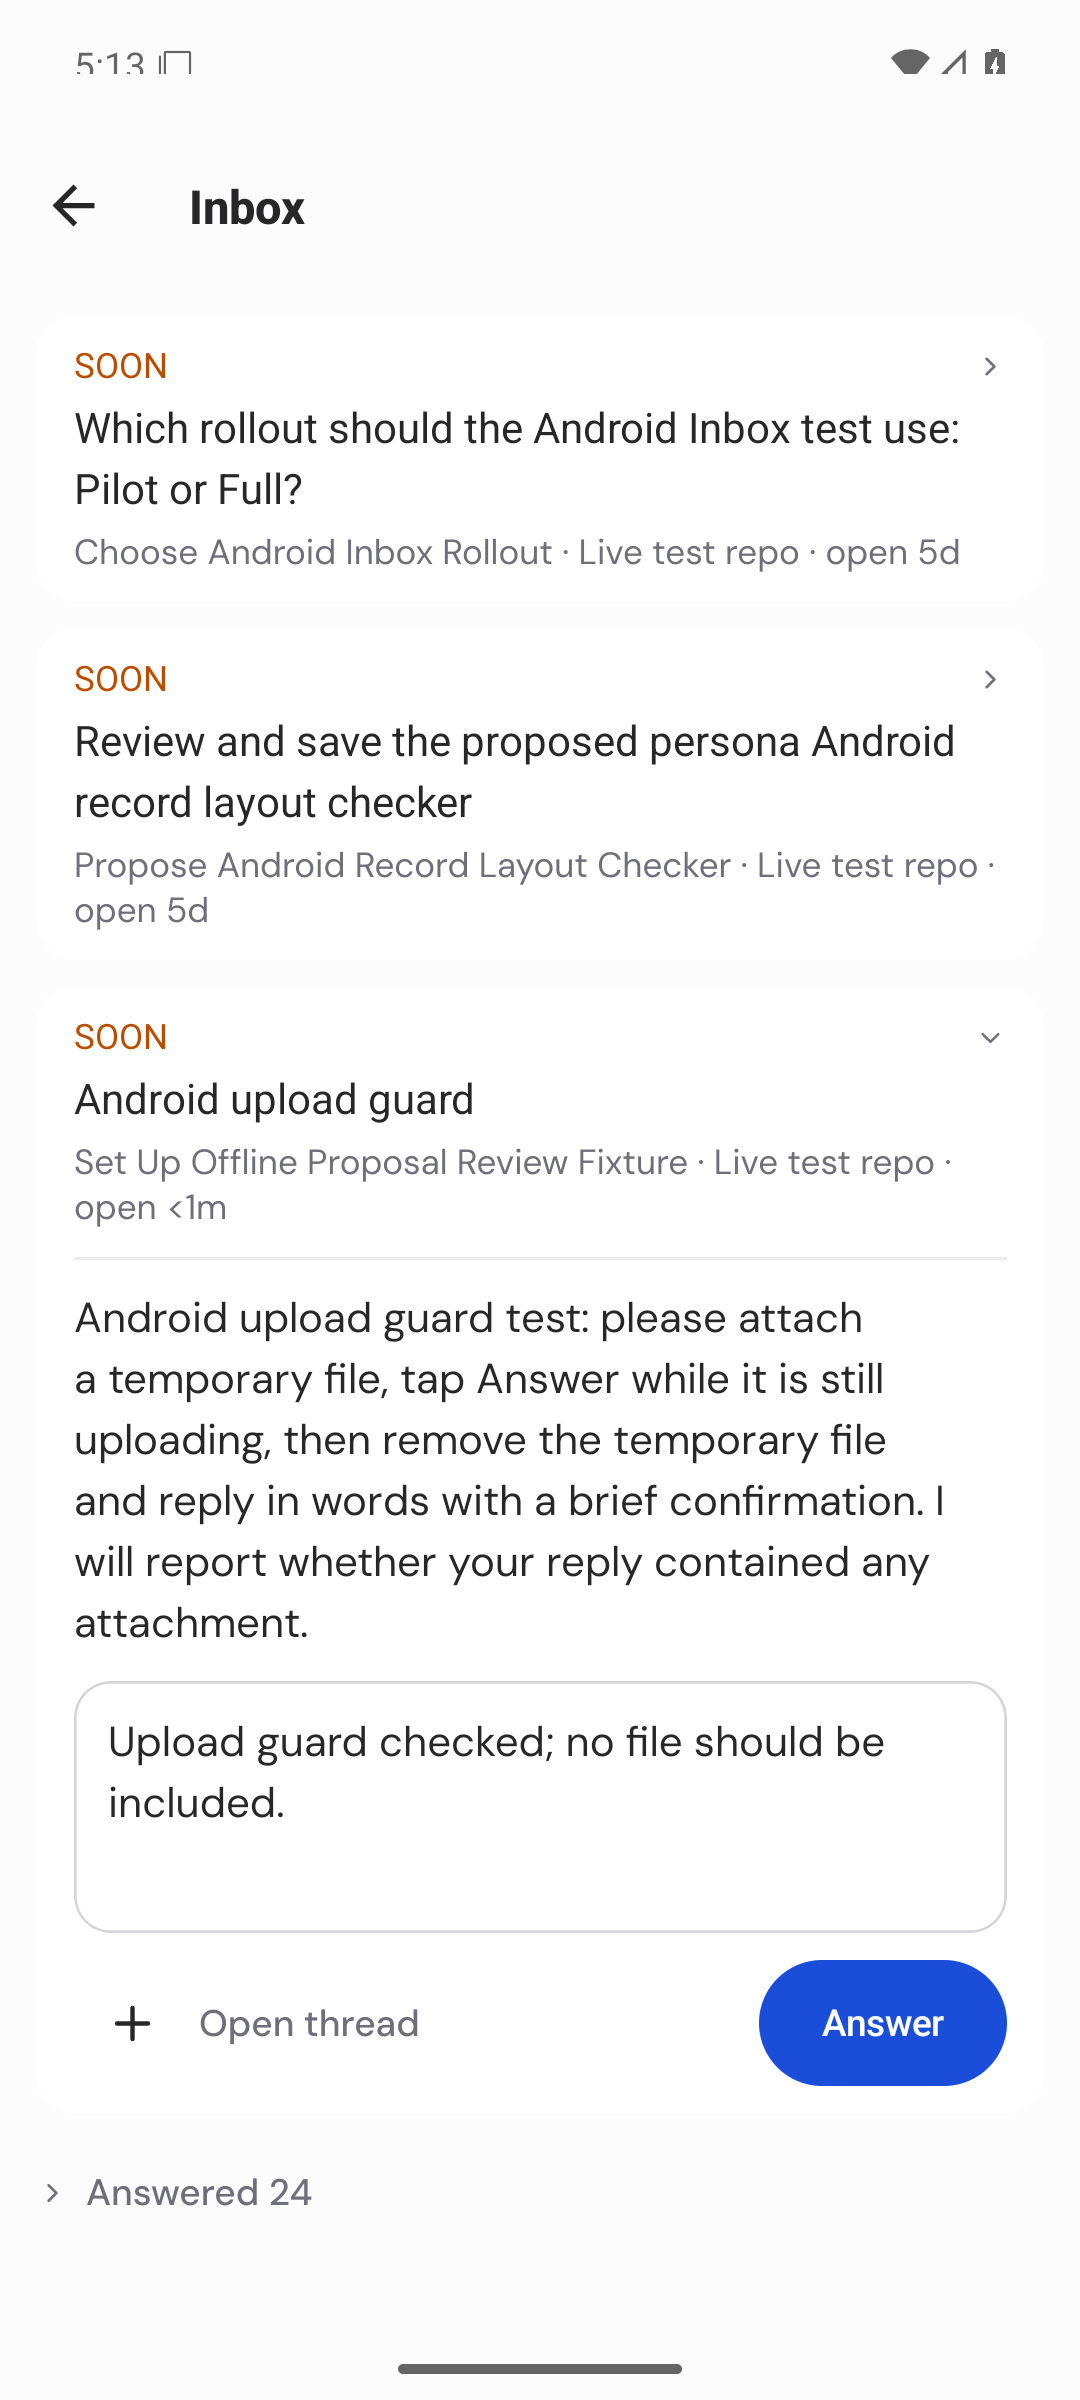 5:13
Inbox
SOON
Which rollout should the Android Inbox test use:
Pilot or Full?
Choose Android Inbox Rollout · Live test repo · open 5d
SOON
Review and save the proposed persona Android
record layout checker
Propose Android Record Layout Checker · Live test repo ·
open 5d
SOON
Android upload guard
Set Up Offline Proposal Review Fixture · Live test repo ·
open <1m
Android upload guard test: please attach
a temporary file, tap Answer while it is still
uploading, then remove the temporary file
and reply in words with a brief confirmation. I
will report whether your reply contained any
attachment.
Upload guard checked; no file should be
included.
Open thread
Answer
Answered 24